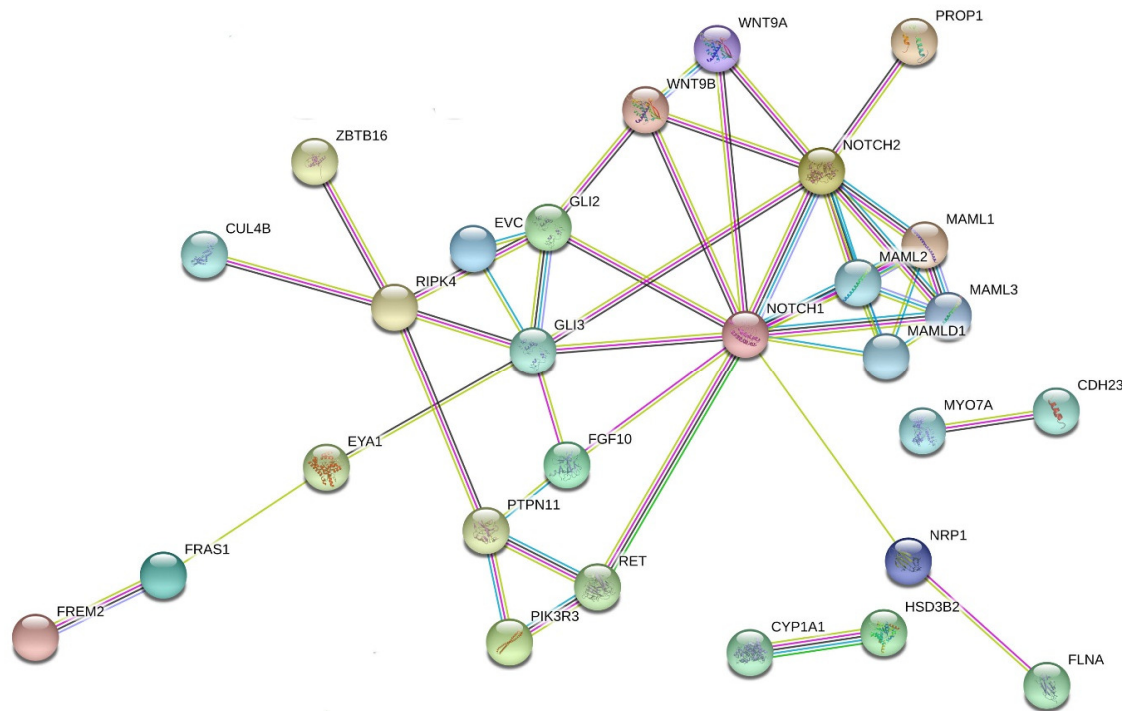 WNT9A
PROP1
WNT9B
ZBTB16
NOTCH2
GLI2
EVC
CUL4B
MAML1
MAML2
RIPK4
MAML3
NOTCH1
GLI3
MAMLD1
CDH23
MYO7A
EYA1
FGF10
PTPN11
NRP1
FRAS1
RET
HSD3B2
FREM2
PIK3R3
CYP1A1
FLNA